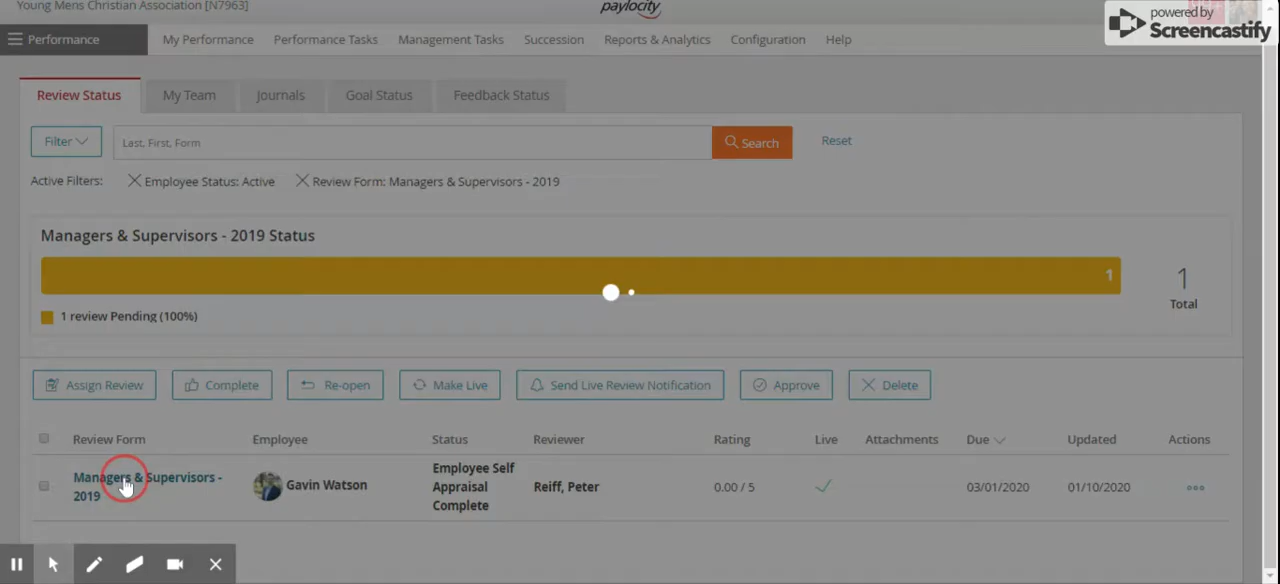 Young Mens Christian Association [N7963]
paylocity
powered by
Screencastify
Performance
My Performance
Performance Tasks
Management Tasks
Succession
Reports & Analytics
Configuration
Help
Review Status
My Team
Journals
Goal Status
Feedback Status
Filter
Last, First, Form
Search
Reset
Active Filters:
Employee Status: Active
Review Form: Managers & Supervisors - 2019
Managers & Supervisors - 2019 Status
1
1
Total
1 review Pending (100%)
Assign Review
Complete
Re-open
Make Live
Send Live Review Notification
Approve
Delete
Review Form
Employee
Status
Reviewer
Rating
Live
Attachments
Due
Updated
Actions
Managers & Supervisors -
2019
Gavin Watson
Employee Self
Appraisal
Complete
Reiff, Peter
0.00 / 5
03/01/2020
01/10/2020